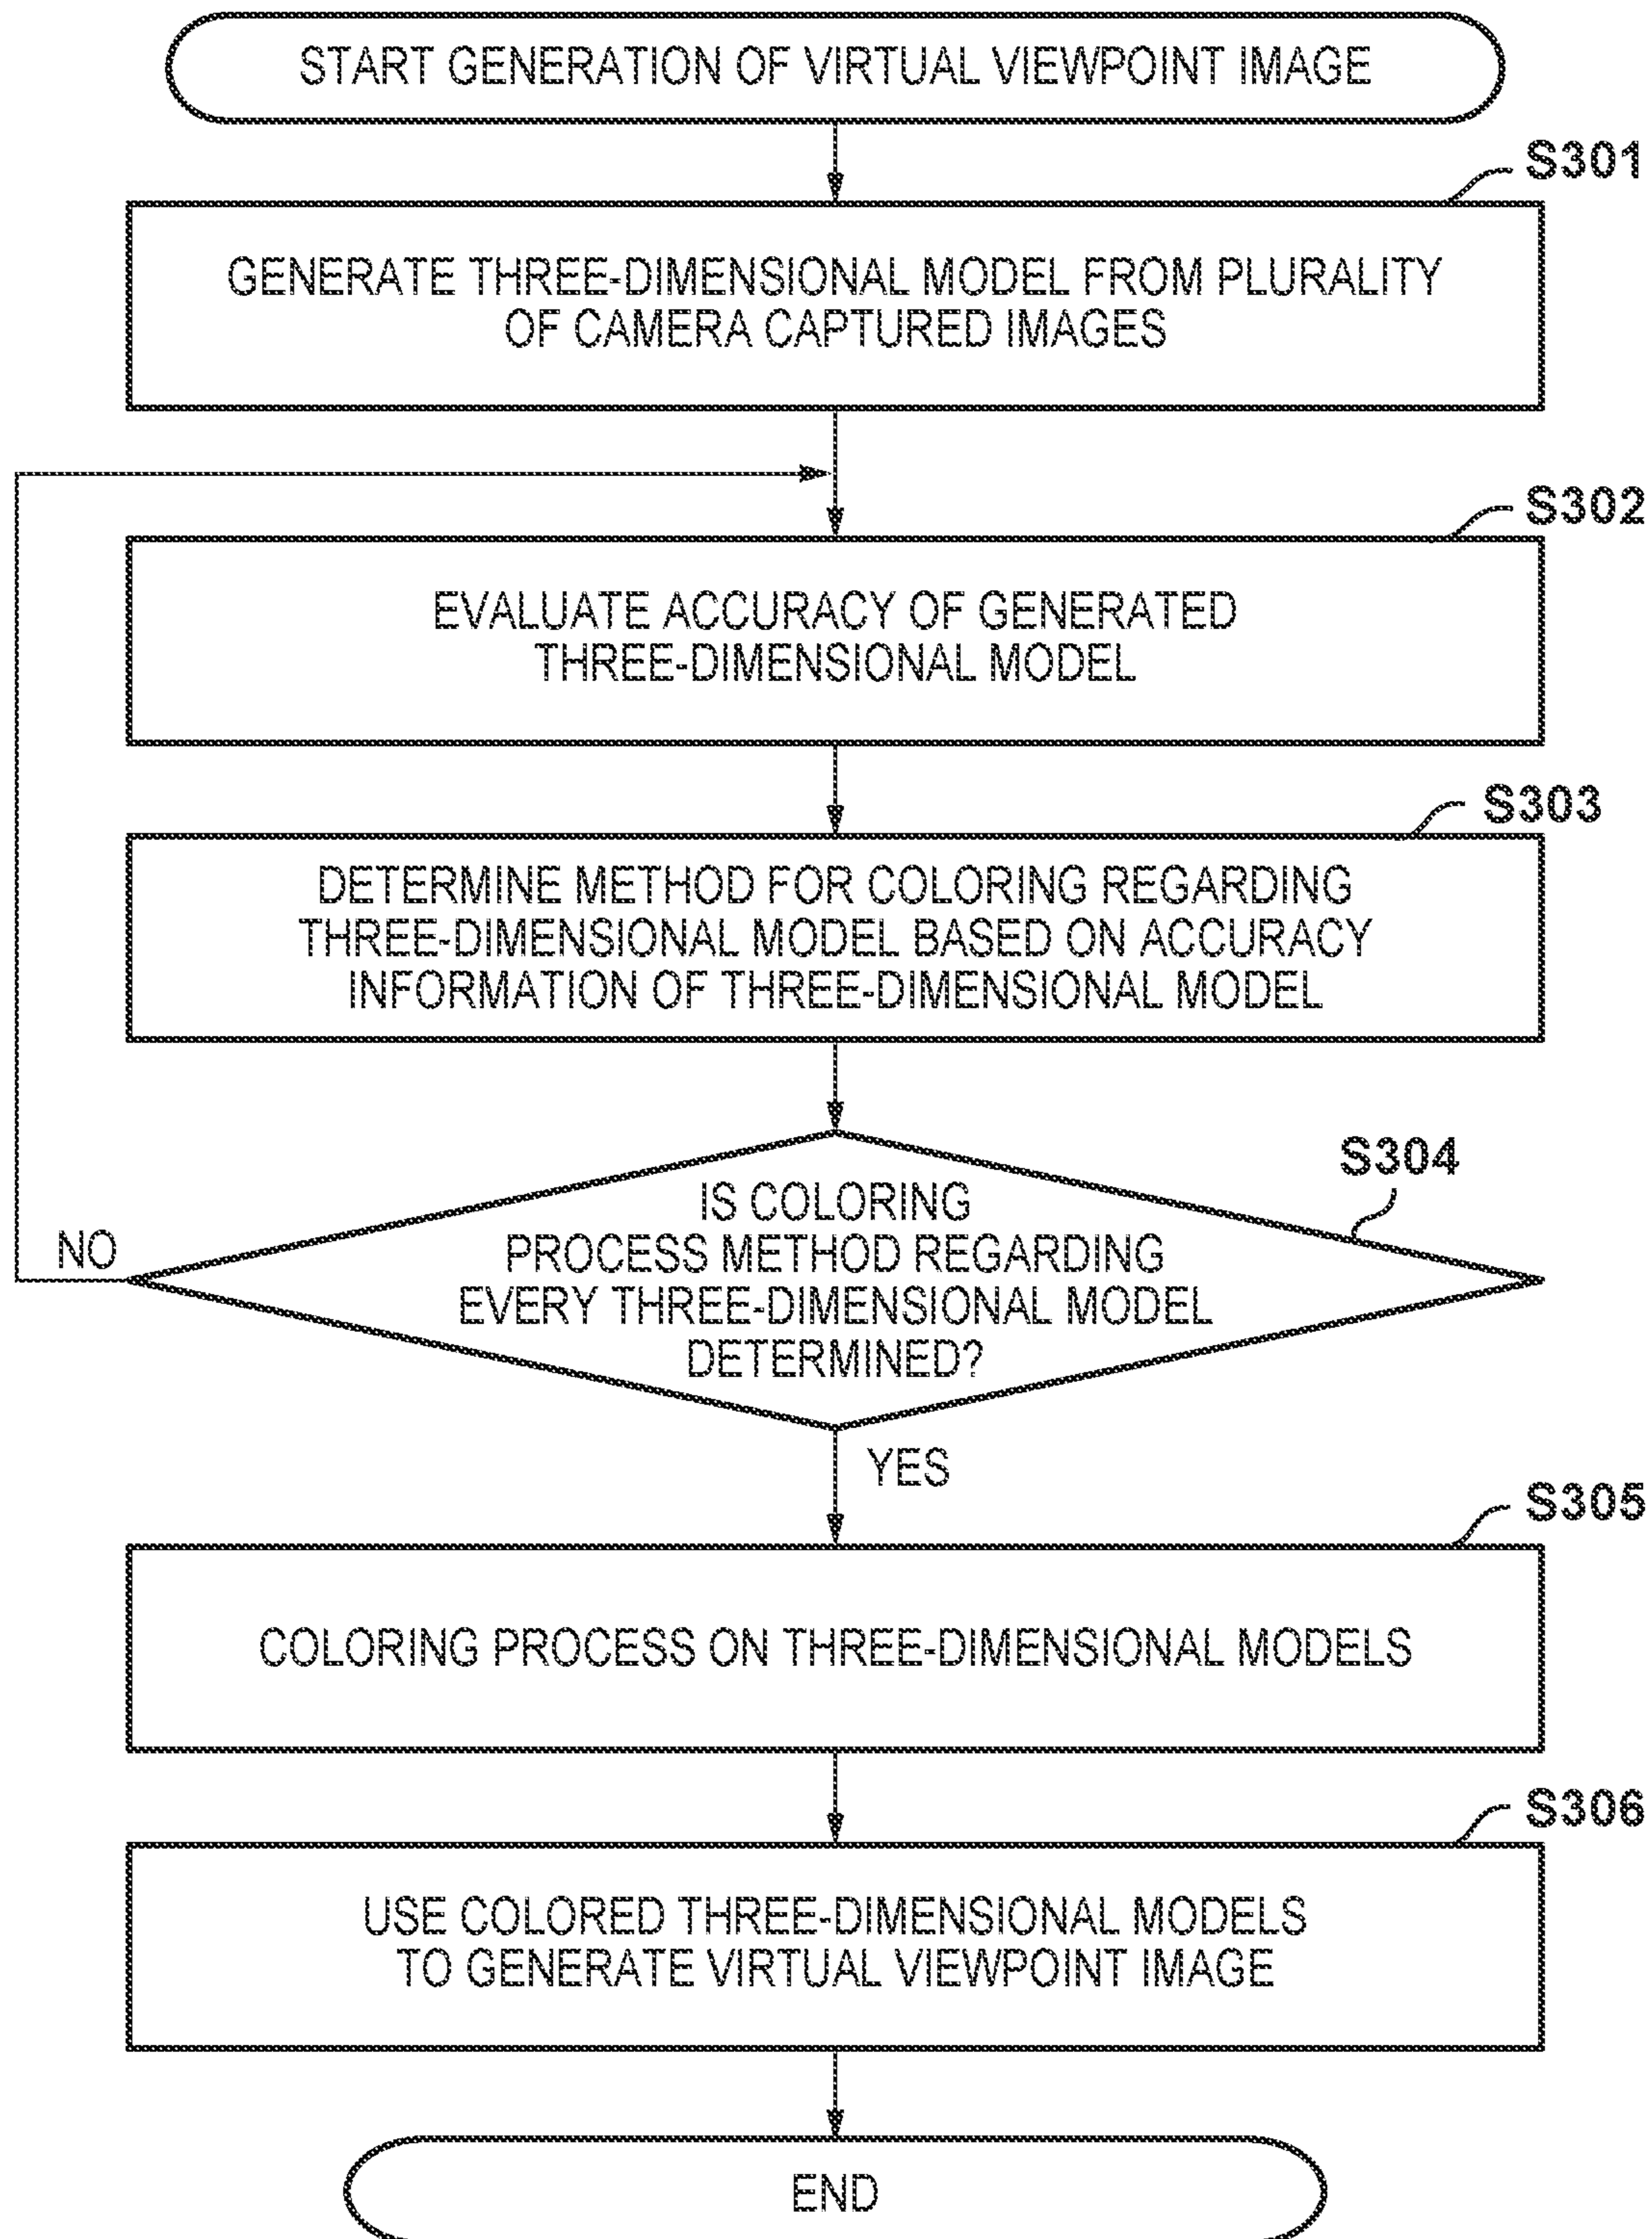 START GENERATION OF VIRTUAL VIEWPOINT IMAGE
S301
GENERATE THREE-DIMENSIONAL MODEL FROM PLURALITY
OF CAMERA CAPTURED IMAGES
S302
EVALUATE ACCURACY OF GENERATED
THREE-DIMENSIONAL MODEL
S303
DETERMINE METHOD FOR COLORING REGARDING
THREE-DIMENSIONAL MODEL BASED ON ACCURACY
INFORMATION OF THREE-DIMENSIONAL MODEL
S304
IS COLORING
PROCESS METHOD REGARDING
EVERY THREE-DIMENSIONAL MODEL
DETERMINED?
NO
YES
S305
COLORING PROCESS ON THREE-DIMENSIONAL MODELS
S306
USE COLORED THREE-DIMENSIONAL MODELS
TO GENERATE VIRTUAL VIEWPOINT IMAGE
END